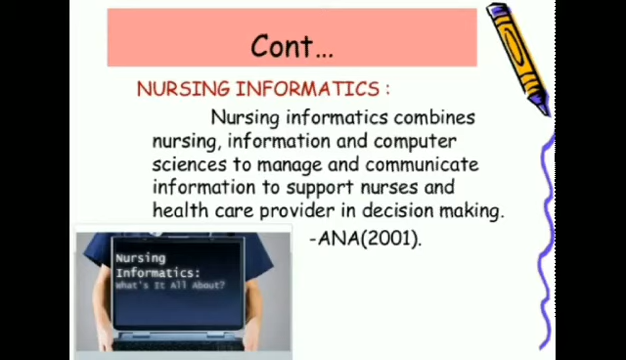 Cont...
NURSING INFORMATICS :
Nursing informatics combines
nursing, information and computer
sciences to manage and communicate
information to support nurses and
health care provider in decision making.
-ANA(2001).
Nursing
Informatics:
What's It All About?